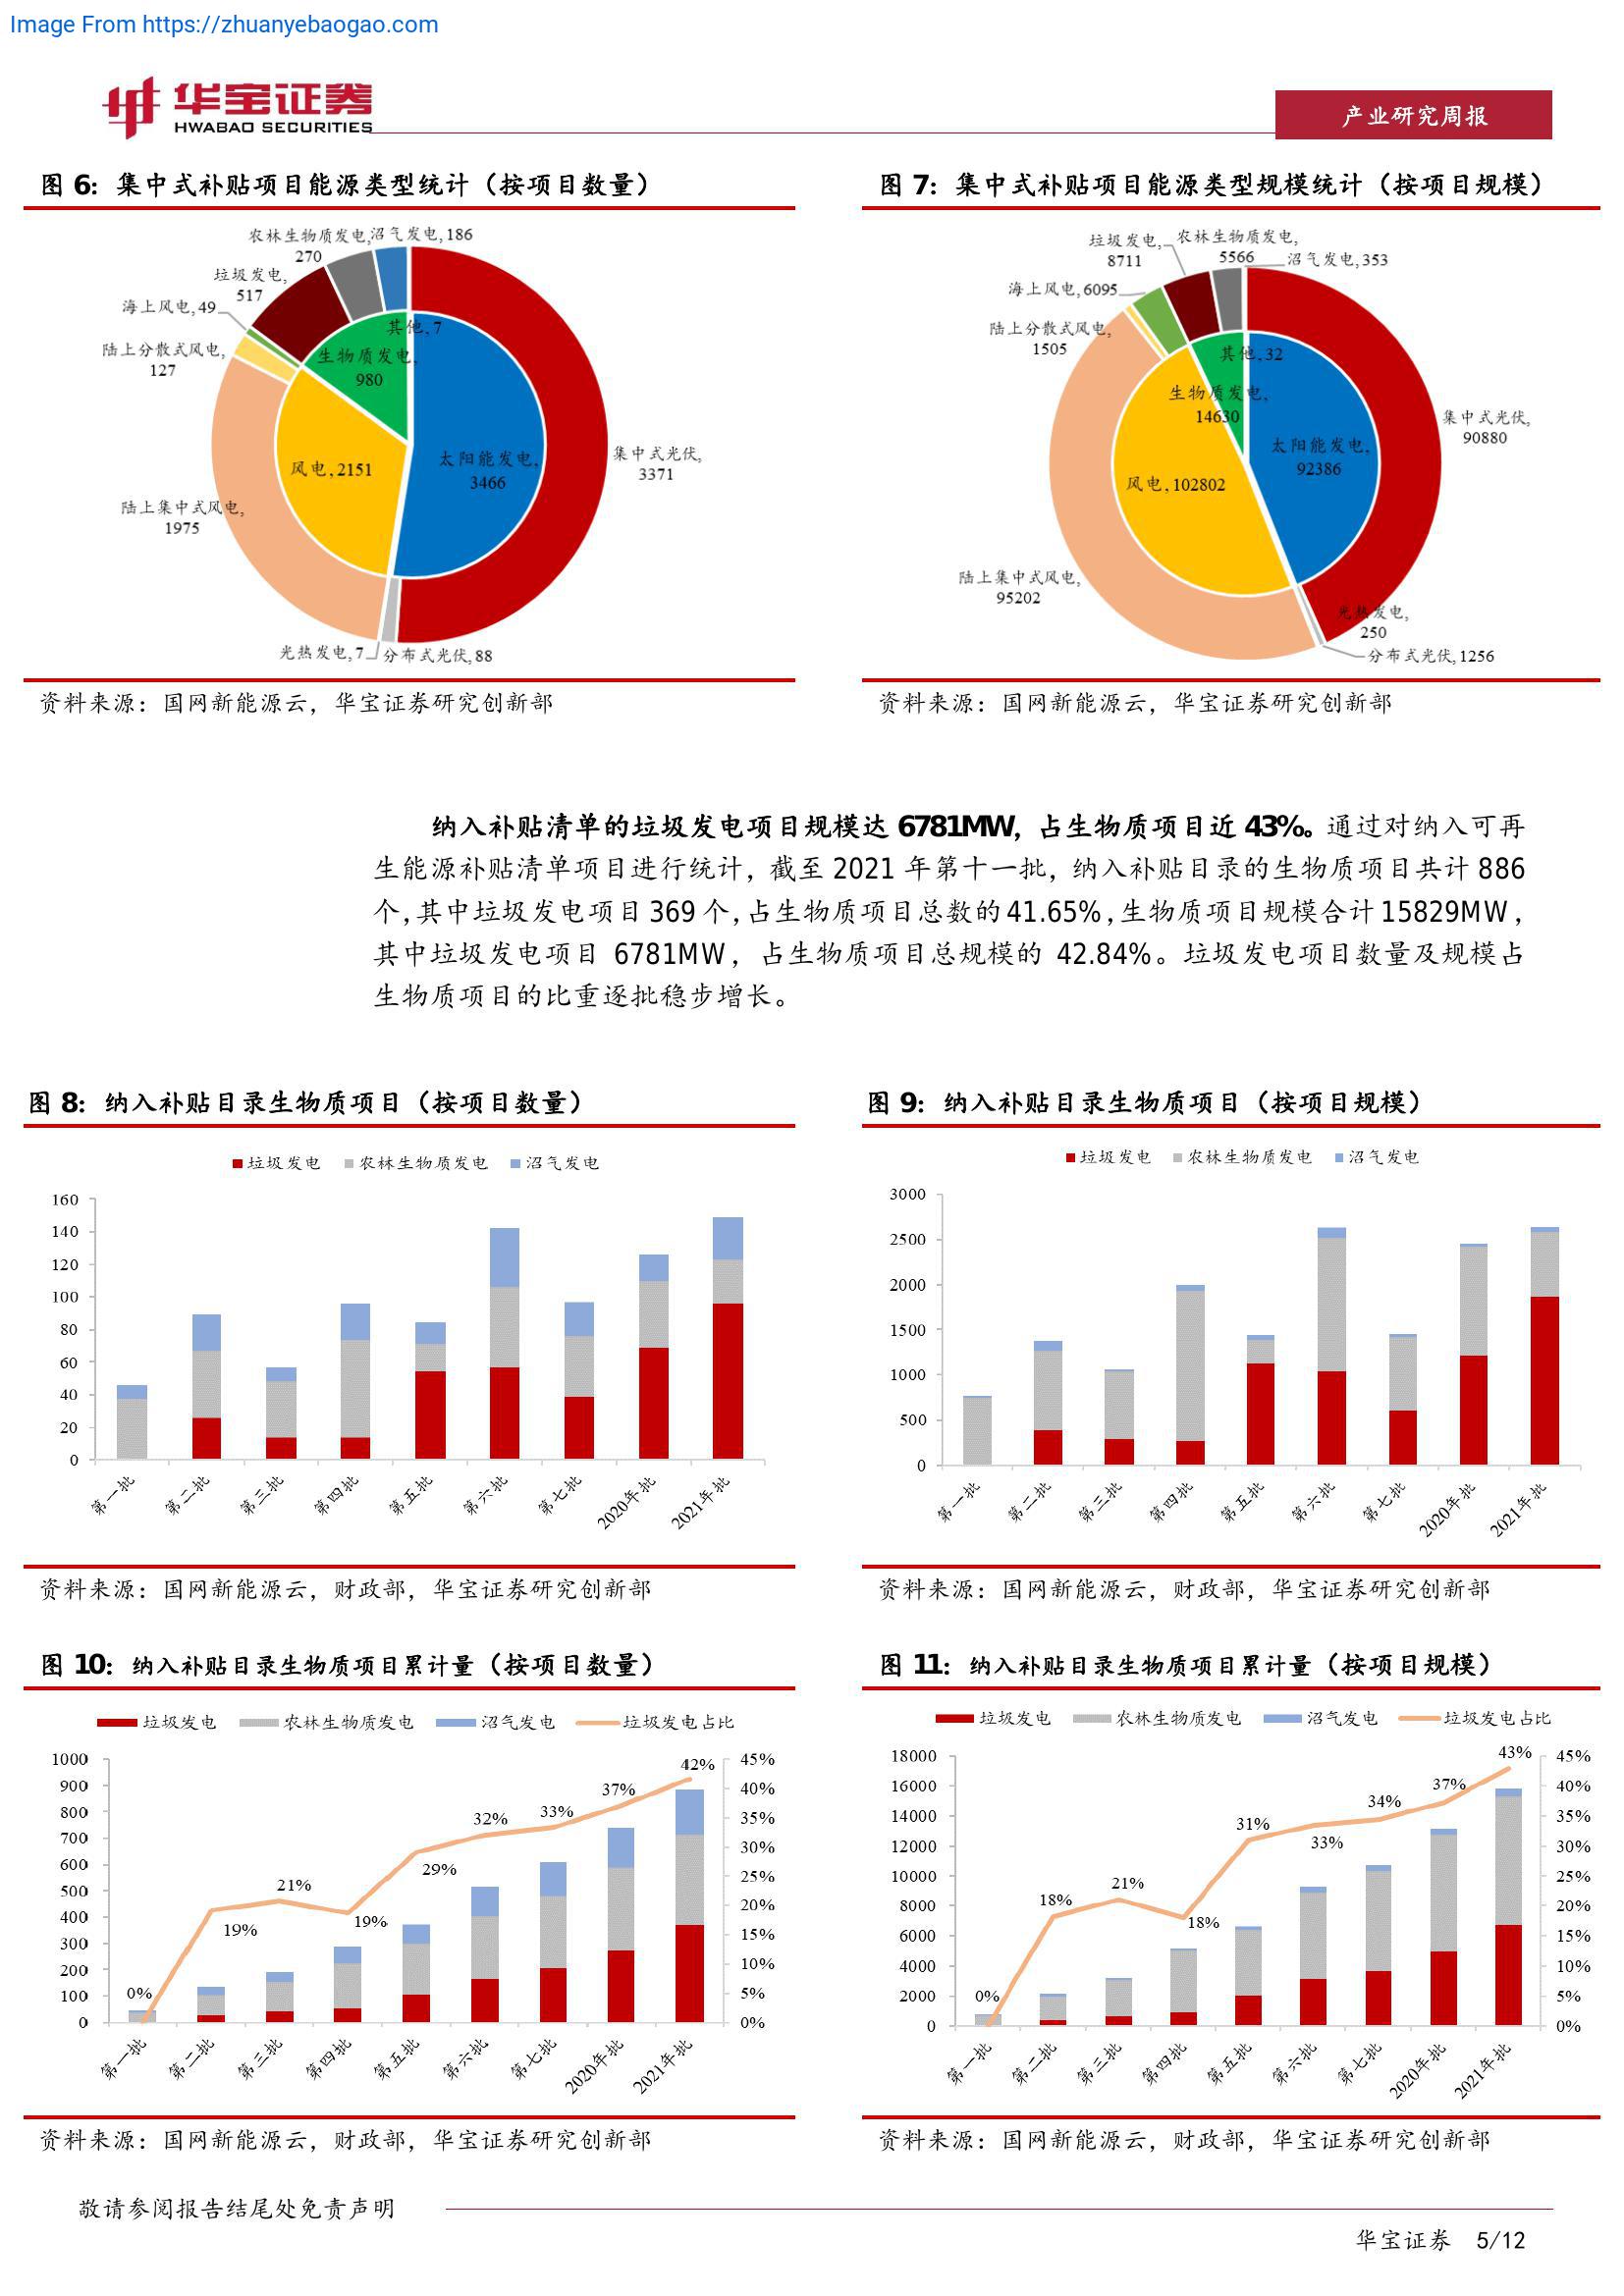 Image From https://zhuanyebaogao.com
华宝证券
HWABAO SECURITIES
产业研究周报
图 6：集中式补贴项目能源类型统计（按项目数量）
农林生物质发电,
270
沼气发电, 186
垃圾发电,
517
海上风电, 49
陆上分散式风电,
127
其他, 7
生物质发电,
980
太阳能发电,
3466
风电, 2151
集中式光伏,
3371
陆上集中式风电,
1975
光热发电, 7
分布式光伏, 88
资料来源：国网新能源云，华宝证券研究创新部
图 7：集中式补贴项目能源类型规模统计（按项目规模）
垃圾发电,
8711
农林生物质发电,
5566
沼气发电, 353
海上风电, 6095
陆上分散式风电,
1505
其他, 32
生物质发电,
14630
太阳能发电,
92386
风电, 102802
集中式光伏,
90880
陆上集中式风电,
95202
光热发电,
250
分布式光伏, 1256
资料来源：国网新能源云，华宝证券研究创新部
纳入补贴清单的垃圾发电项目规模达 6781MW，占生物质项目近 43%。通过对纳入可再
生能源补贴清单项目进行统计，截至 2021 年第十一批，纳入补贴目录的生物质项目共计 886
个，其中垃圾发电项目 369 个，占生物质项目总数的 41.65%，生物质项目规模合计 15829MW，
其中垃圾发电项目 6781MW，占生物质项目总规模的 42.84%。垃圾发电项目数量及规模占
生物质项目的比重逐批稳步增长。
图 8：纳入补贴目录生物质项目（按项目数量）
垃圾发电 农林生物质发电 沼气发电
160
140
120
100
80
60
40
20
0
第一批 第二批 第三批 第四批 第五批 第六批 第七批 2020年批 2021年批
资料来源：国网新能源云，财政部，华宝证券研究创新部
图 9：纳入补贴目录生物质项目（按项目规模）
垃圾发电 农林生物质发电 沼气发电
3000
2500
2000
1500
1000
500
0
第一批 第二批 第三批 第四批 第五批 第六批 第七批 2020年批 2021年批
资料来源：国网新能源云，财政部，华宝证券研究创新部
图 10：纳入补贴目录生物质项目累计量（按项目数量）
垃圾发电 农林生物质发电 沼气发电 垃圾发电占比
1000
900
800
700
600
500
400
300
200
100
0
0% 19% 21% 19% 29% 32% 33% 37% 42%
45%
40%
35%
30%
25%
20%
15%
10%
5%
0%
第一批 第二批 第三批 第四批 第五批 第六批 第七批 2020年批 2021年批
资料来源：国网新能源云，财政部，华宝证券研究创新部
图 11：纳入补贴目录生物质项目累计量（按项目规模）
垃圾发电 农林生物质发电 沼气发电 垃圾发电占比
18000
16000
14000
12000
10000
8000
6000
4000
2000
0
0% 18% 21% 18% 31% 33% 34% 37% 43%
45%
40%
35%
30%
25%
20%
15%
10%
5%
0%
第一批 第二批 第三批 第四批 第五批 第六批 第七批 2020年批 2021年批
资料来源：国网新能源云，财政部，华宝证券研究创新部
敬请参阅报告结尾处免责声明
华宝证券 5/12